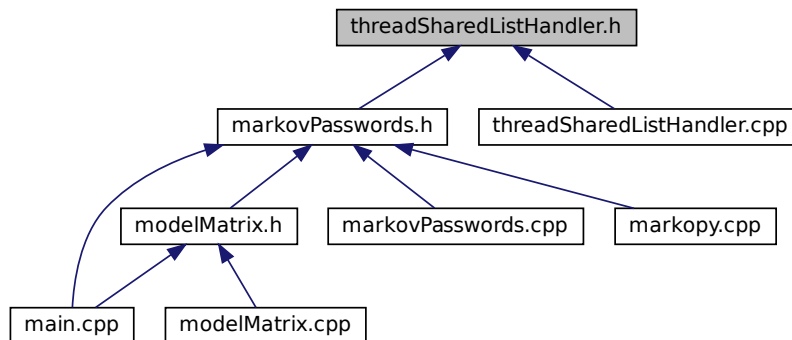 threadSharedListHandler.h
markovPasswords.h
threadSharedListHandler.cpp
modelMatrix.h
markovPasswords.cpp
markopy.cpp
main.cpp
modelMatrix.cpp